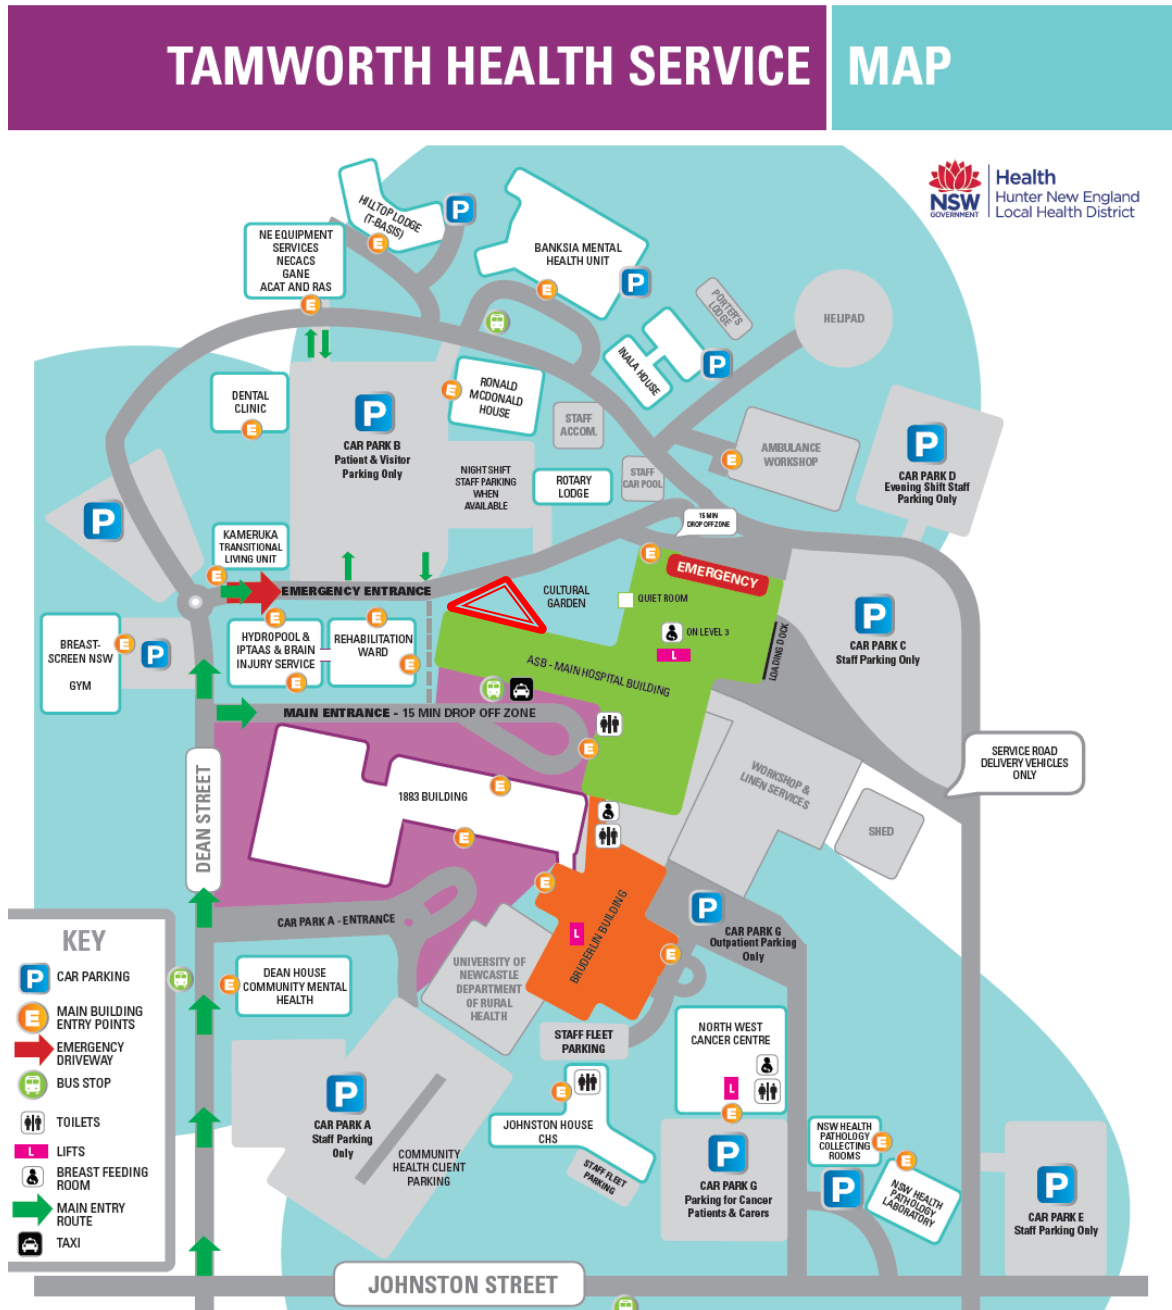 TAMWORTH HEALTH SERVICE MAP
NSW
GOVERNMENT
Health
Hunter New England
Local Health District
HILLTOP LODGE
(T-BASIS)
P
E
NE EQUIPMENT
SERVICES
NECACS
GANE
ACAT AND RAS
E
BANKSIA MENTAL
HEALTH UNIT
E
P
PORTER'S
LODGE
HELIPAD
INALA HOUSE
P
DENTAL
CLINIC
E
P
CAR PARK B
Patient & Visitor
Parking Only
E
RONALD
MCDONALD
HOUSE
STAFF
ACCOM.
NIGHT SHIFT
STAFF PARKING
WHEN
AVAILABLE
ROTARY
LODGE
STAFF
CAR POOL
E
AMBULANCE
WORKSHOP
P
CAR PARK D
Evening Shift Staff
Parking Only
P
KAMERUKA
TRANSITIONAL
LIVING UNIT
E
15 MIN
DROP OFF ZONE
E
EMERGENCY
EMERGENCY ENTRANCE
CULTURAL
GARDEN
QUIET ROOM
ON LEVEL 3
L
ASB - MAIN HOSPITAL BUILDING
LOADING DOCK
P
CAR PARK C
Staff Parking Only
BREAST-
SCREEN NSW
GYM
E
P
E
HYDROPOOL &
IPTAAS & BRAIN
INJURY SERVICE
E
E
REHABILITATION
WARD
E
MAIN ENTRANCE - 15 MIN DROP OFF ZONE
E
1883 BUILDING
E
E
WORKSHOP &
LINEN SERVICES
SERVICE ROAD
DELIVERY VEHICLES
ONLY
SHED
DEAN STREET
CAR PARK A - ENTRANCE
E
L
BRUDERLIN BUILDING
E
P
CAR PARK G
Outpatient Parking
Only
UNIVERSITY OF
NEWCASTLE
DEPARTMENT
OF RURAL
HEALTH
E
DEAN HOUSE
COMMUNITY MENTAL
HEALTH
STAFF FLEET
PARKING
NORTH WEST
CANCER CENTRE
L
E
P
CAR PARK A
Staff Parking
Only
COMMUNITY
HEALTH CLIENT
PARKING
E
JOHNSTON HOUSE
CHS
STAFF FLEET
PARKING
P
CAR PARK G
Parking for Cancer
Patients & Carers
NSW HEALTH
PATHOLOGY
COLLECTING
ROOMS
E
E
P
NSW HEALTH
PATHOLOGY
LABORATORY
P
CAR PARK E
Staff Parking Only
JOHNSTON STREET
KEY
P CAR PARKING
E MAIN BUILDING
ENTRY POINTS
EMERGENCY
DRIVEWAY
BUS STOP
TOILETS
L LIFTS
BREAST FEEDING
ROOM
MAIN ENTRY
ROUTE
TAXI